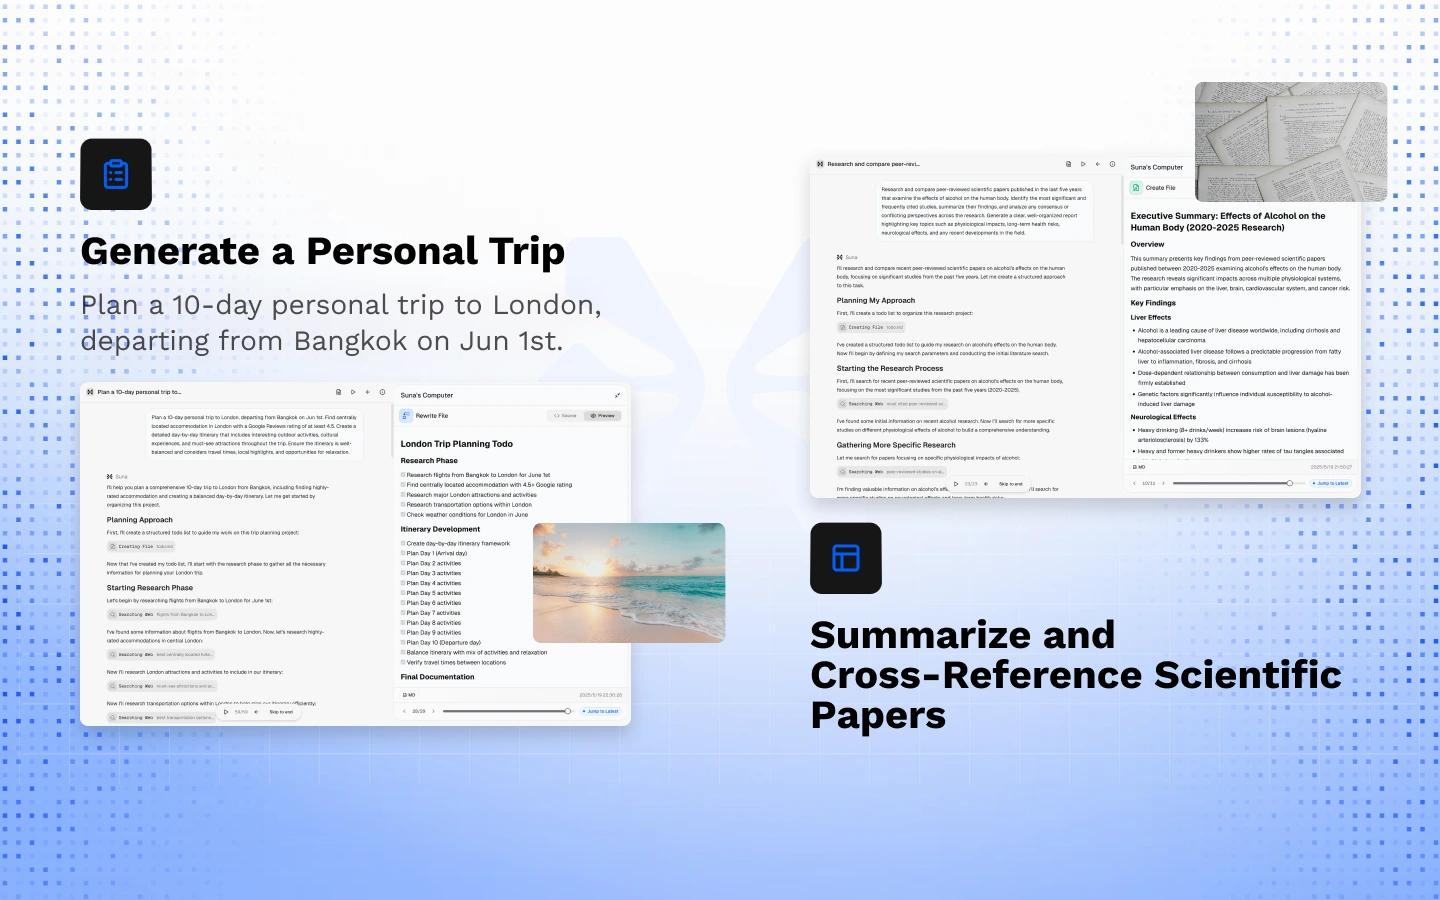 Generate a Personal Trip
Plan a 10-day personal trip to London,
departing from Bangkok on Jun 1st.
Plan a 10-day personal trip to...
Plan a 10-day personal trip to London, departing from Bangkok on Jun 1st. Find centrally
located accommodation in London with a Google Reviews rating of at least 4.5. Create a
detailed day-by-day itinerary that includes interesting outdoor activities, cultural
experiences, and must-see attractions throughout the trip. Ensure the itinerary is well-
balanced and considers travel times, local highlights, and opportunities for relaxation.
Suna
I'll help you plan a comprehensive 10-day trip to London from Bangkok, including finding highly-
rated accommodation and creating a balanced day-by-day itinerary. Let me get started by
organizing this project.
Planning Approach
First, I'll create a structured todo list to guide my work on this trip planning project:
Creating File todo.md
Now that I've created my todo list, I'll start with the research phase to gather all the necessary
information for planning your London trip.
Starting Research Phase
Let's begin by researching flights from Bangkok to London for June 1st:
Searching Web flights from Bangkok to Lon...
I've found some information about flights from Bangkok to London. Now, let's research highly-
rated accommodations in central London:
Searching Web best centrally located hote...
Now I'll research London attractions and activities to include in our itinerary:
Searching Web must-see attractions and ac...
Now I'll research transportation options within London to help plan our itinerary efficiently:
Searching Web best transportation options...
Skip to end
Suna's Computer
Rewrite File
Source
Preview
London Trip Planning Todo
Research Phase
Research flights from Bangkok to London for June 1st
Find centrally located accommodation with 4.5+ Google rating
Research major London attractions and activities
Research transportation options within London
Check weather conditions for London in June
Itinerary Development
Create day-by-day itinerary framework
Plan Day 1 (Arrival day)
Plan Day 2 activities
Plan Day 3 activities
Plan Day 4 activities
Plan Day 5 activities
Plan Day 6 activities
Plan Day 7 activities
Plan Day 8 activities
Plan Day 9 activities
Plan Day 10 (Departure day)
Balance itinerary with mix of activities and relaxation
Verify travel times between locations
Final Documentation
MD
2025/5/19 22:30:28
28/29
Jump to Latest
Research and compare peer-revi...
Research and compare peer-reviewed scientific papers published in the last five years
that examine the effects of alcohol on the human body. Identify the most significant and
frequently cited studies, summarize their findings, and analyze any consensus or
conflicting perspectives across the research. Generate a clear, well-organized report
highlighting key topics such as physiological impacts, long-term health risks,
neurological effects, and any recent developments in the field.
Suna
I'll research and compare recent peer-reviewed scientific papers on alcohol's effects on the human
body, focusing on significant studies from the past five years. Let me create a structured approach
to this task.
Planning My Approach
First, I'll create a todo list to organize this research project:
Creating File todo.md
I've created a structured todo list to guide my research on alcohol's effects on the human body.
Now I'll begin by defining my search parameters and conducting the initial literature search.
Starting the Research Process
First, I'll search for recent peer-reviewed scientific papers on alcohol's effects on the human body,
focusing on the most significant studies from the past five years (2020-2025).
Searching Web most cited peer-reviewed sc...
I've found some initial information on recent alcohol research. Now I'll search for more specific
studies on different physiological effects of alcohol to build a comprehensive understanding.
Gathering More Specific Research
Let me search for papers focusing on specific physiological impacts of alcohol:
Searching Web peer-reviewed studies on al...
I'm finding valuable information on alcohol's effe
I'll search for
Skip to end
Suna's Computer
Create File
Executive Summary: Effects of Alcohol on the
Human Body (2020-2025 Research)
Overview
This summary presents key findings from peer-reviewed scientific papers
published between 2020-2025 examining alcohol's effects on the human body.
The research reveals significant impacts across multiple physiological systems,
with particular emphasis on the liver, brain, cardiovascular system, and cancer risk.
Key Findings
Liver Effects
• Alcohol is a leading cause of liver disease worldwide, including cirrhosis and
hepatocellular carcinoma
• Alcohol-associated liver disease follows a predictable progression from fatty
liver to inflammation, fibrosis, and cirrhosis
• Dose-dependent relationship between consumption and liver damage has been
firmly established
• Genetic factors significantly influence individual susceptibility to alcohol-
induced liver damage
Neurological Effects
• Heavy drinking (8+ drinks/week) increases risk of brain lesions (hyaline
arteriolosclerosis) by 133%
• Heavy and former heavy drinkers show higher rates of tau tangles associated
MD
2025/5/19 21:50:27
10/11
Jump to Latest
Summarize and
Cross-Reference Scientific
Papers